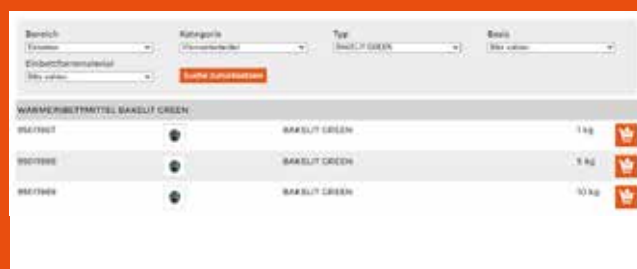 Bereich Kategorie Typ Basis
Einbetten Warmeinbettmittel BAKELIT GREEN Bitte wählen
Einbettformmaterial
Bitte wählen Suche zurücksetzen
WARMEINBETTMITTEL BAKELIT GREEN
BAKELIT GREEN 1 kg
BAKELIT GREEN 5 kg
BAKELIT GREEN 10 kg